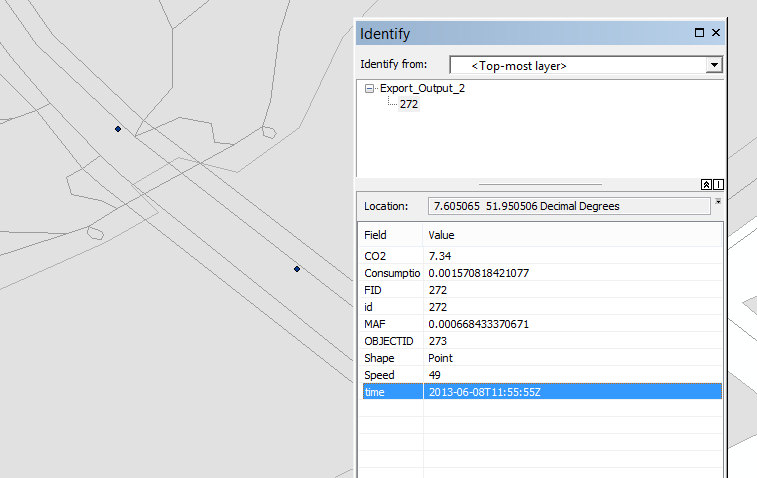 Identify
Identify from: <Top-most layer>
Export_Output_2
272
Location: 7.605065 51.950506 Decimal Degrees
Field Value
CO2 7.34
Consumptio 0.001570818421077
FID 272
id 272
MAF 0.000668433370671
OBJECTID 273
Shape Point
Speed 49
time 2013-06-08T11:55:55Z